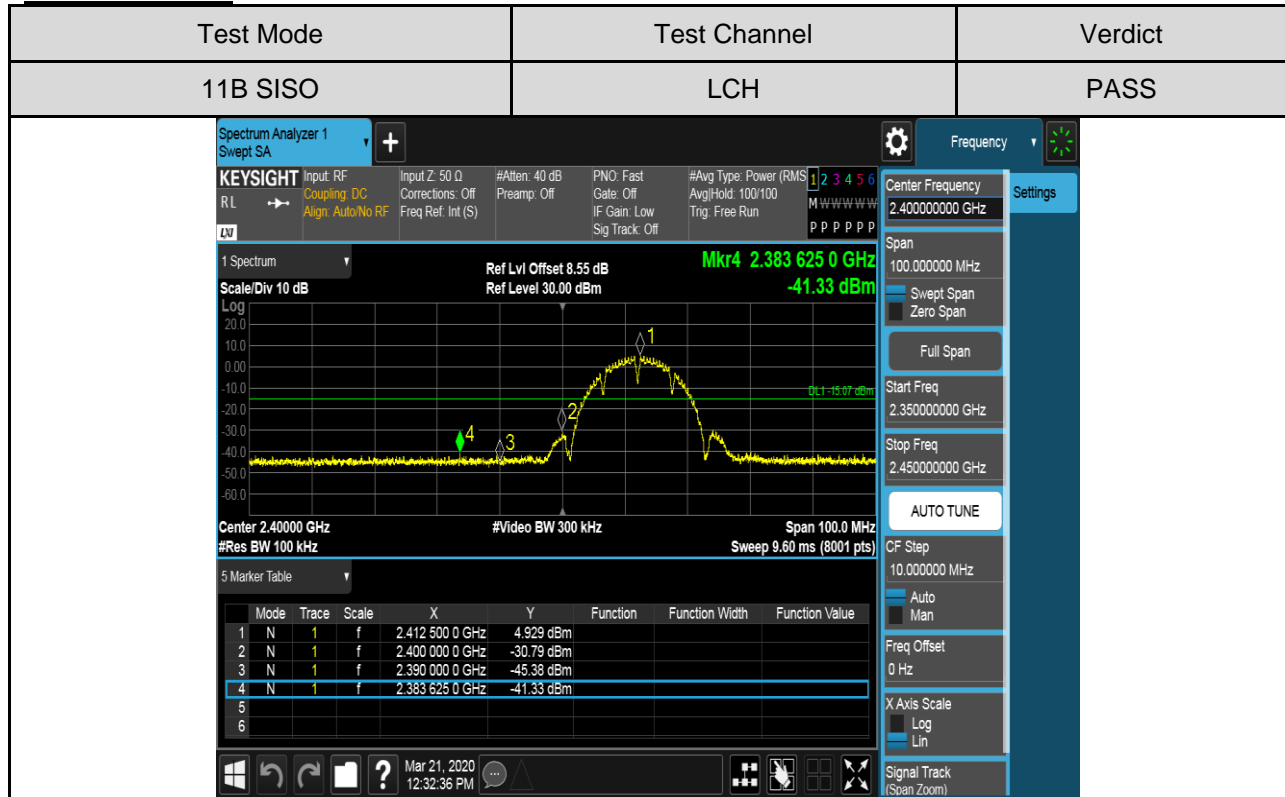 Test Mode Test Channel Verdict
11B SISO LCH PASS
Spectrum Analyzer 1
Swept SA
+
Frequency
KEYSIGHT
RL
LXI
Input: RF
Coupling: DC
Align: Auto/No RF
Input Z: 50 Ω
Corrections: Off
Freq Ref: Int (S)
#Atten: 40 dB
Preamp: Off
PNO: Fast
Gate: Off
IF Gain: Low
Sig Track: Off
#Avg Type: Power (RMS
Avg|Hold: 100/100
Trig: Free Run
1 2 3 4 5 6
M W W W W W
P P P P P P
1 Spectrum
Scale/Div 10 dB
Ref Lvl Offset 8.55 dB
Ref Level 30.00 dBm
Mkr4 2.383 625 0 GHz
-41.33 dBm
Log
20.0
10.0
0.00
-10.0
-20.0
-30.0
-40.0
-50.0
-60.0
1
2
3
4
DL1 -15.07 dBm
Center 2.40000 GHz #Video BW 300 kHz Span 100.0 MHz
#Res BW 100 kHz Sweep 9.60 ms (8001 pts)
5 Marker Table
Mode Trace Scale X Y Function Function Width Function Value
1 N 1 f 2.412 500 0 GHz 4.929 dBm
2 N 1 f 2.400 000 0 GHz -30.79 dBm
3 N 1 f 2.390 000 0 GHz -45.38 dBm
4 N 1 f 2.383 625 0 GHz -41.33 dBm
5
6
?
Mar 21, 2020
12:32:36 PM
Center Frequency
2.400000000 GHz
Settings
Span
100.000000 MHz
Swept Span
Zero Span
Full Span
Start Freq
2.350000000 GHz
Stop Freq
2.450000000 GHz
AUTO TUNE
CF Step
10.000000 MHz
Auto
Man
Freq Offset
0 Hz
X Axis Scale
Log
Lin
Signal Track
(Span Zoom)